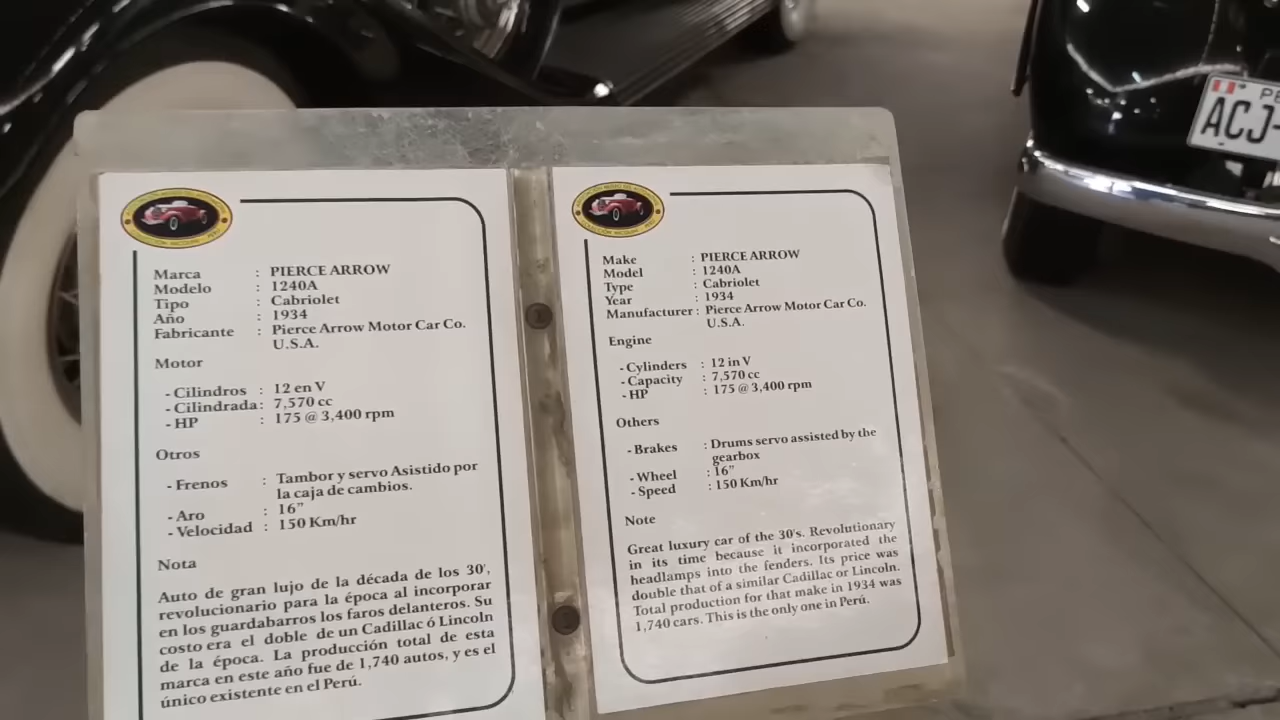 Marca : PIERCE ARROW
Modelo : 1240A
Tipo : Cabriolet
Año : 1934
Fabricante : Pierce Arrow Motor Car Co.
U.S.A.
Motor
- Cilindros : 12 en V
- Cilindrada : 7,570 cc
- HP : 175 @ 3,400 rpm
Otros
- Frenos : Tambor y servo Asistido por
la caja de cambios.
- Aro : 16”
- Velocidad : 150 Km/hr
Nota
Auto de gran lujo de la década de los 30',
revolucionario para la época al incorporar
en los guardabarros los faros delanteros. Su
costo era el doble de un Cadillac ó Lincoln
de la época. La producción total de esta
marca en este año fue de 1,740 autos, y es el
único existente en el Perú.
Make : PIERCE ARROW
Model : 1240A
Type : Cabriolet
Year : 1934
Manufacturer : Pierce Arrow Motor Car Co.
U.S.A.
Engine
- Cylinders : 12 in V
- Capacity : 7,570 cc
- HP : 175 @ 3,400 rpm
Others
- Brakes : Drums servo assisted by the
gearbox
- Wheel : 16”
- Speed : 150 Km/hr
Note
Great luxury car of the 30's. Revolutionary
in its time because it incorporated the
headlamps into the fenders. Its price was
double that of a similar Cadillac or Lincoln.
Total production for that make in 1934 was
1,740 cars. This is the only one in Perú.
PE
ACJ-